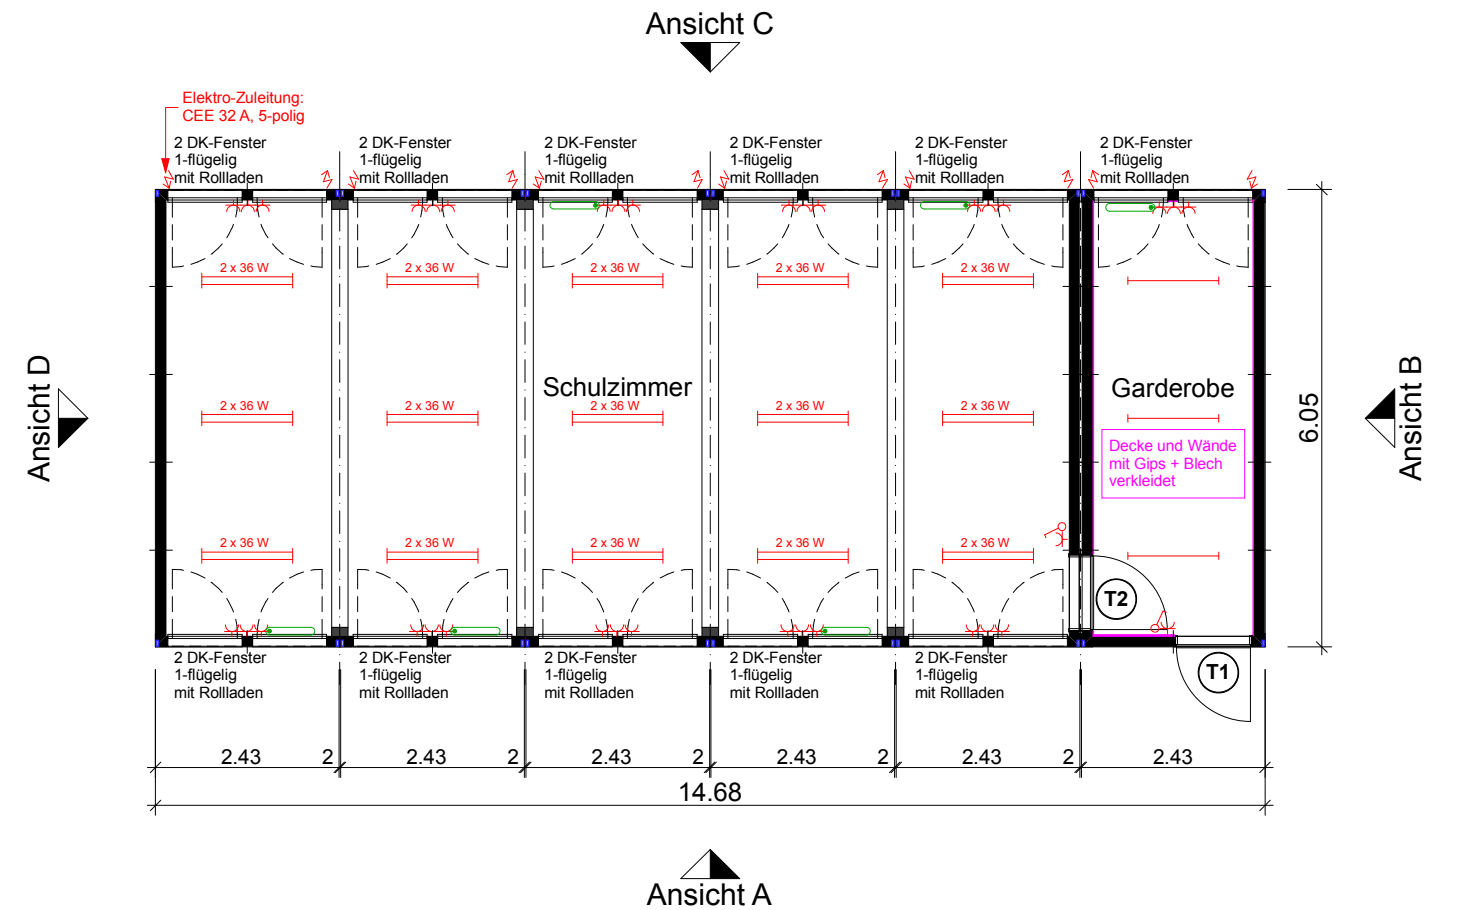 Ansicht C
Elektro-Zuleitung:
CEE 32 A, 5-polig
2 DK-Fenster
1-flügelig
mit Rollladen
2 DK-Fenster
1-flügelig
mit Rollladen
2 DK-Fenster
1-flügelig
mit Rollladen
2 DK-Fenster
1-flügelig
mit Rollladen
2 DK-Fenster
1-flügelig
mit Rollladen
2 DK-Fenster
1-flügelig
mit Rollladen
2 x 36 W
2 x 36 W
2 x 36 W
2 x 36 W
2 x 36 W
Ansicht D
Schulzimmer
Garderobe
6.05
Ansicht B
2 x 36 W
2 x 36 W
2 x 36 W
2 x 36 W
2 x 36 W
Decke und Wände
mit Gips + Blech
verkleidet
2 x 36 W
2 x 36 W
2 x 36 W
2 x 36 W
2 x 36 W
T2
T1
2 DK-Fenster
1-flügelig
mit Rollladen
2 DK-Fenster
1-flügelig
mit Rollladen
2 DK-Fenster
1-flügelig
mit Rollladen
2 DK-Fenster
1-flügelig
mit Rollladen
2 DK-Fenster
1-flügelig
mit Rollladen
2.43 2 2.43 2 2.43 2 2.43 2 2.43 2 2.43
14.68
Ansicht A